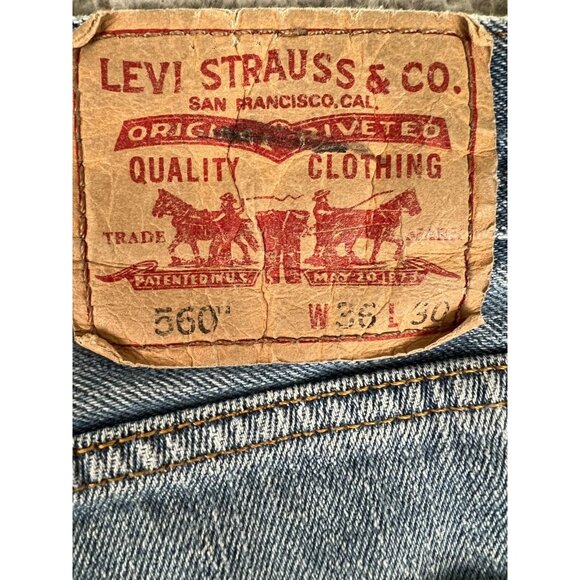 LEVI STRAUSS & CO.
SAN FRANCISCO, CAL.
ORIGINAL RIVETED
QUALITY CLOTHING
TRADE MARK
PATENTED IN U.S. MAY 20 1873
560" W 36 L 30